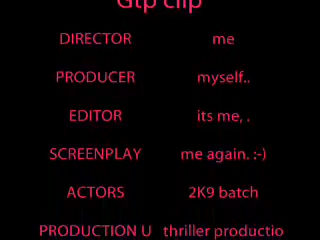 Gtp clip
DIRECTOR me
PRODUCER myself..
EDITOR its me, .
SCREENPLAY me again. :-)
ACTORS 2K9 batch
PRODUCTION U thriller productio